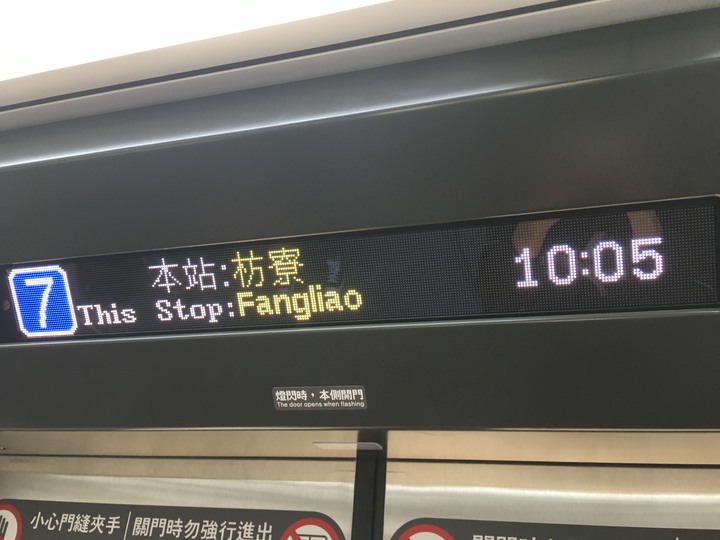 7
本站:枋寮
This Stop:Fangliao
10:05
燈閃時，本側開門
The door opens when flashing
小心門縫夾手
關門時勿強行進出